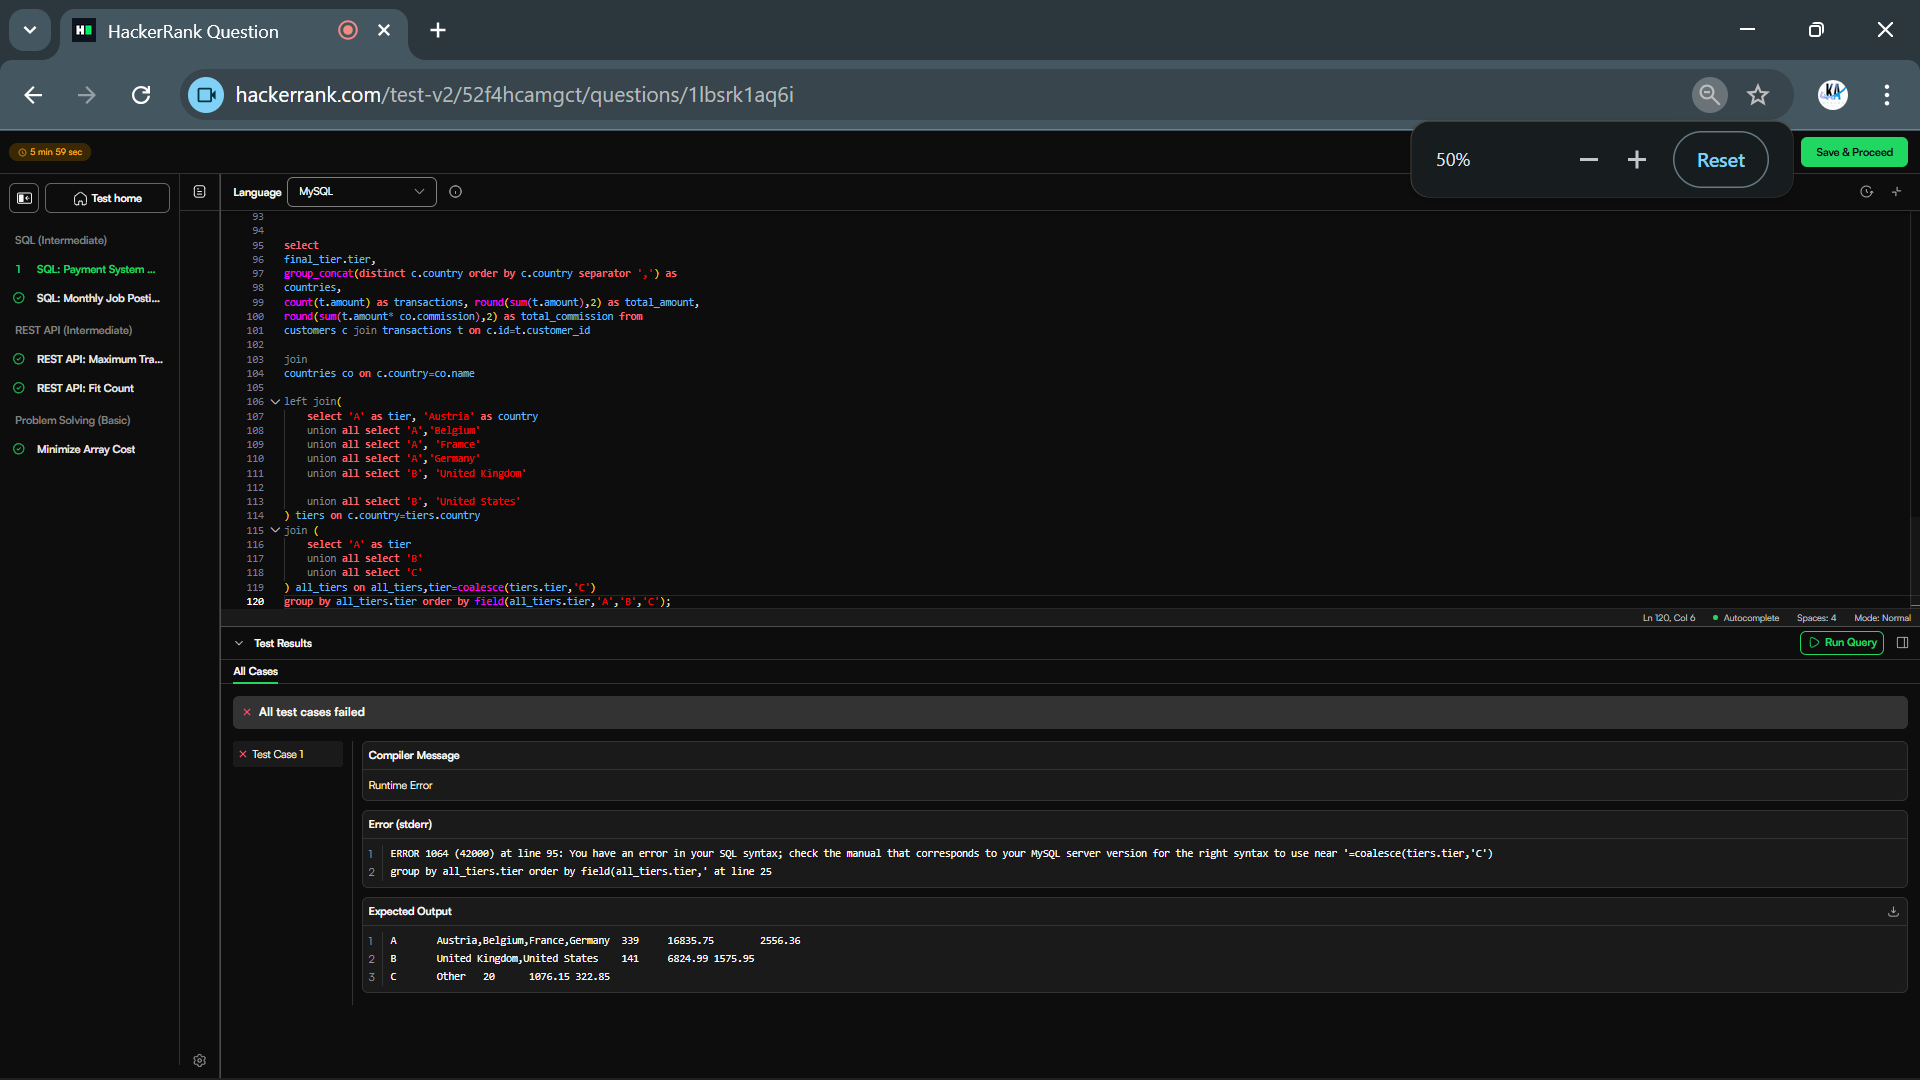 HackerRank Question
hackerrank.com/test-v2/52f4hcamgct/questions/1lbsrk1aq6i
KA
50%
Reset
5 min 59 sec
Save & Proceed
Test home
Language
MySQL
SQL (Intermediate)
1 SQL: Payment System ...
SQL: Monthly Job Posti...
REST API (Intermediate)
REST API: Maximum Tra...
REST API: Fit Count
Problem Solving (Basic)
Minimize Array Cost
93
94
95 select
96 final_tier.tier,
97 group_concat(distinct c.country order by c.country separator ',') as
98 countries,
99 count(t.amount) as transactions, round(sum(t.amount),2) as total_amount,
100 round(sum(t.amount* co.commission),2) as total_commission from
101 customers c join transactions t on c.id=t.customer_id
102
103 join
104 countries co on c.country=co.name
105
106 left join(
107 select 'A' as tier, 'Austria' as country
108 union all select 'A','Belgium'
109 union all select 'A', 'France'
110 union all select 'A','Germany'
111 union all select 'B', 'United Kingdom'
112
113 union all select 'B', 'United States'
114 ) tiers on c.country=tiers.country
115 join (
116 select 'A' as tier
117 union all select 'B'
118 union all select 'C'
119 ) all_tiers on all_tiers,tier=coalesce(tiers.tier,'C')
120 group by all_tiers.tier order by field(all_tiers.tier,'A','B','C');
Ln 120, Col 6 Autocomplete Spaces: 4 Mode: Normal
Test Results
Run Query
All Cases
All test cases failed
Test Case 1
Compiler Message
Runtime Error
Error (stderr)
1 ERROR 1064 (42000) at line 95: You have an error in your SQL syntax; check the manual that corresponds to your MySQL server version for the right syntax to use near '=coalesce(tiers.tier,'C')
2 group by all_tiers.tier order by field(all_tiers.tier,' at line 25
Expected Output
1 A Austria,Belgium,France,Germany 339 16835.75 2556.36
2 B United Kingdom,United States 141 6824.99 1575.95
3 C Other 20 1076.15 322.85